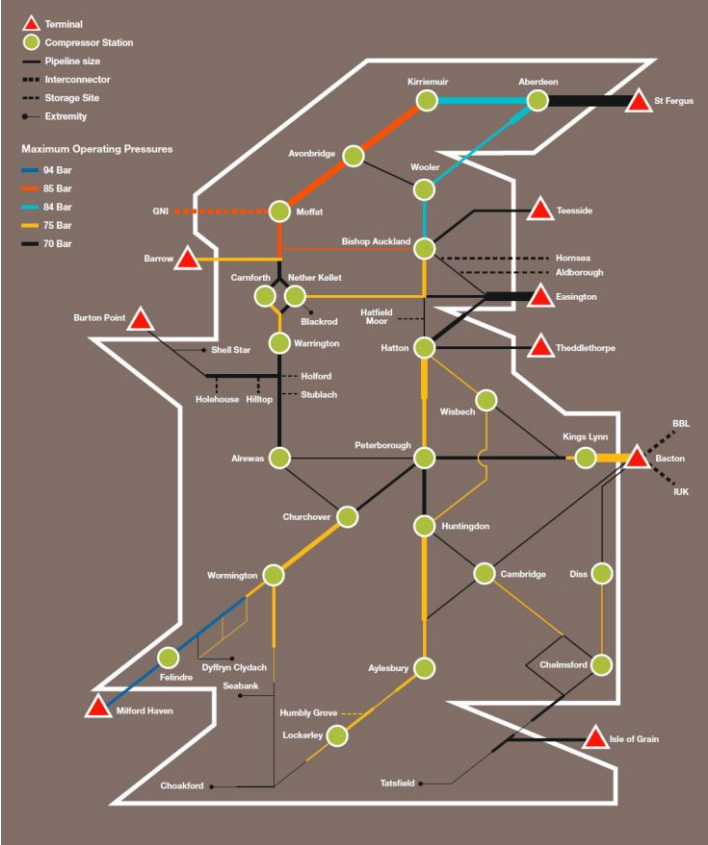 Terminal
Compressor Station
Pipeline size
Interconnector
Storage Site
Extremity
Maximum Operating Pressures
94 Bar
85 Bar
84 Bar
75 Bar
70 Bar
Kirriemuir
Aberdeen
St Fergus
Avonbridge
Wooler
GNI
Moffat
Teesside
Bishop Auckland
Barrow
Hornsea
Aldborough
Carnforth
Nether Kellet
Easington
Blackrod
Hatfield
Moor
Burton Point
Warrington
Hatton
Theddlethorpe
Shell Star
Holford
Holehouse
Hilltop
Stublach
Wisbech
Kings Lynn
BBL
Alrewas
Peterborough
Bacton
IUK
Churchover
Huntingdon
Wormington
Cambridge
Diss
Felindre
Dyffryn Clydach
Aylesbury
Chelmsford
Seabank
Milford Haven
Humbly Grove
Lockerley
Isle of Grain
Choakford
Tatsfield